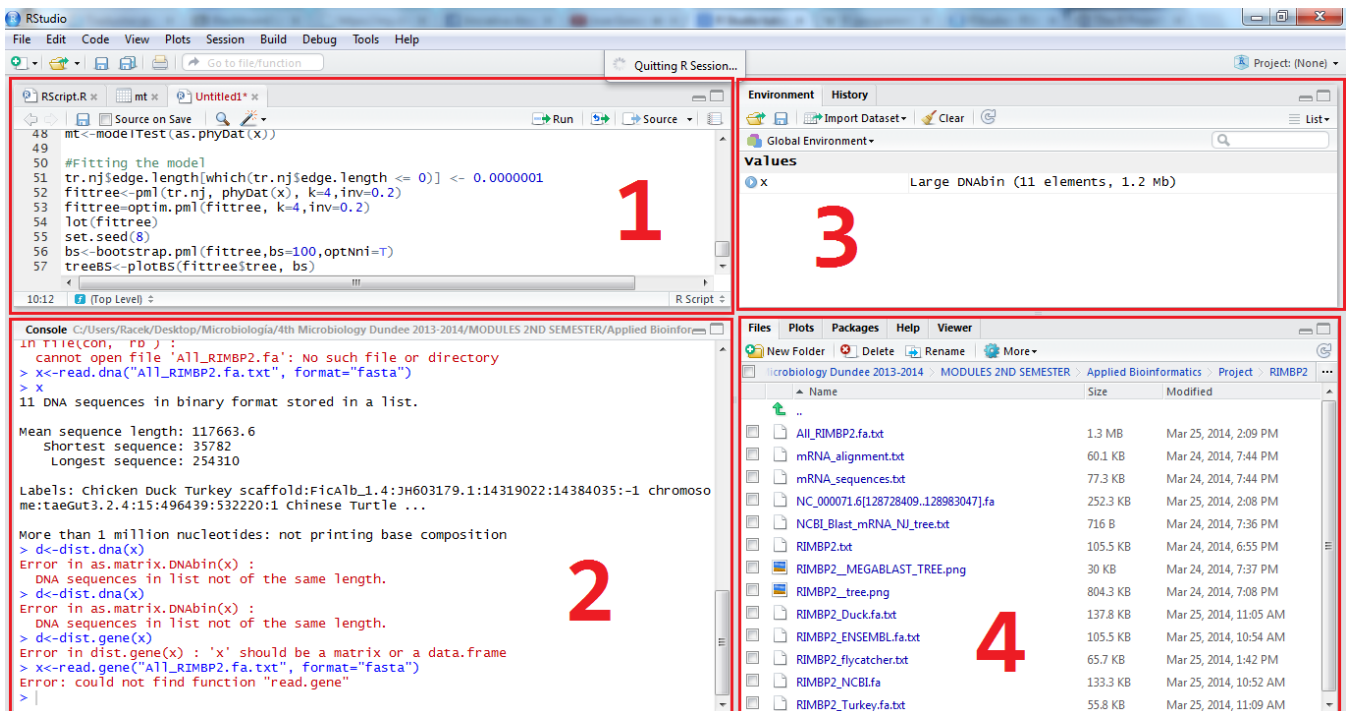 RStudio
File Edit Code View Plots Session Build Debug Tools Help
Go to file/function
Quitting R Session...
Project: (None)
RScript.R
mt
Untitled1*
Source on Save
Run
Source
48 mt<-modelTest(as.phyDat(x))
49
50 #Fitting the model
51 tr.nj$edge.length[which(tr.nj$edge.length <= 0)] <- 0.0000001
52 fittree<-pml(tr.nj, phyDat(x), k=4,inv=0.2)
53 fittree=optim.pml(fittree, k=4,inv=0.2)
54 lot(fittree)
55 set.seed(8)
56 bs<-bootstrap.pml(fittree,bs=100,optNni=T)
57 treeBS<-plotBS(fittree$tree, bs)
1
10:12 (Top Level) R Script
Console C:/Users/Racek/Desktop/Microbiología/4th Microbiology Dundee 2013-2014/MODULES 2ND SEMESTER/Applied Bioinfor
In file(con, "rb") :
cannot open file 'All_RIMBP2.fa': No such file or directory
> x<-read.dna("All_RIMBP2.fa.txt", format="fasta")
> x
11 DNA sequences in binary format stored in a list.
Mean sequence length: 117663.6
Shortest sequence: 35782
Longest sequence: 254310
Labels: Chicken Duck Turkey scaffold:FicAlb_1.4:JH603179.1:14319022:14384035:-1 chromoso
me:taeGut3.2.4:15:496439:532220:1 Chinese Turtle ...
More than 1 million nucleotides: not printing base composition
> d<-dist.dna(x)
Error in as.matrix.DNAbin(x) :
DNA sequences in list not of the same length.
> d<-dist.dna(x)
Error in as.matrix.DNAbin(x) :
DNA sequences in list not of the same length.
> d<-dist.gene(x)
Error in dist.gene(x) : 'x' should be a matrix or a data.frame
> x<-read.gene("All_RIMBP2.fa.txt", format="fasta")
Error: could not find function "read.gene"
>
2
Environment History
Import Dataset Clear
List
Global Environment
Values
x Large DNAbin (11 elements, 1.2 Mb)
3
Files Plots Packages Help Viewer
New Folder Delete Rename More
icrobiology Dundee 2013-2014 MODULES 2ND SEMESTER Applied Bioinformatics Project RIMBP2 ...
Name Size Modified
..
All_RIMBP2.fa.txt 1.3 MB Mar 25, 2014, 2:09 PM
mRNA_alignment.txt 60.1 KB Mar 24, 2014, 7:44 PM
mRNA_sequences.txt 77.3 KB Mar 24, 2014, 7:44 PM
NC_000071.6[128728409..128983047].fa 252.3 KB Mar 25, 2014, 2:08 PM
NCBI_Blast_mRNA_NJ_tree.txt 716 B Mar 24, 2014, 7:36 PM
RIMBP2.txt 105.5 KB Mar 24, 2014, 6:55 PM
RIMBP2__MEGABLAST_TREE.png 30 KB Mar 24, 2014, 7:37 PM
RIMBP2__tree.png 804.3 KB Mar 24, 2014, 7:08 PM
RIMBP2_Duck.fa.txt 137.8 KB Mar 25, 2014, 11:05 AM
RIMBP2_ENSEMBL.fa.txt 105.5 KB Mar 25, 2014, 10:54 AM
RIMBP2_flycatcher.txt 65.7 KB Mar 25, 2014, 1:42 PM
RIMBP2_NCBI.fa 133.3 KB Mar 25, 2014, 10:52 AM
RIMBP2_Turkey.fa.txt 55.8 KB Mar 25, 2014, 11:09 AM
4